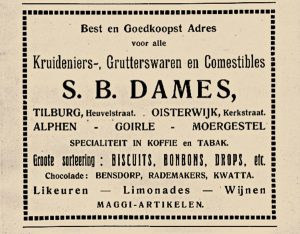 Best en Goedkoopst Adres
voor alle
Kruideniers-, Grutterswaren en Comestibles
S. B. DAMES,
TILBURG, Heuvelstraat. OISTERWIJK, Kerkstraat.
ALPHEN - GOIRLE - MOERGESTEL
SPECIALITEIT IN KOFFIE en TABAK.
Groote sorteering : BISCUITS, BONBONS, DROPS, etc.
Chocolade : BENSDORP, RADEMAKERS, KWATTA.
Likeuren — Limonades — Wijnen
MAGGI-ARTIKELEN.